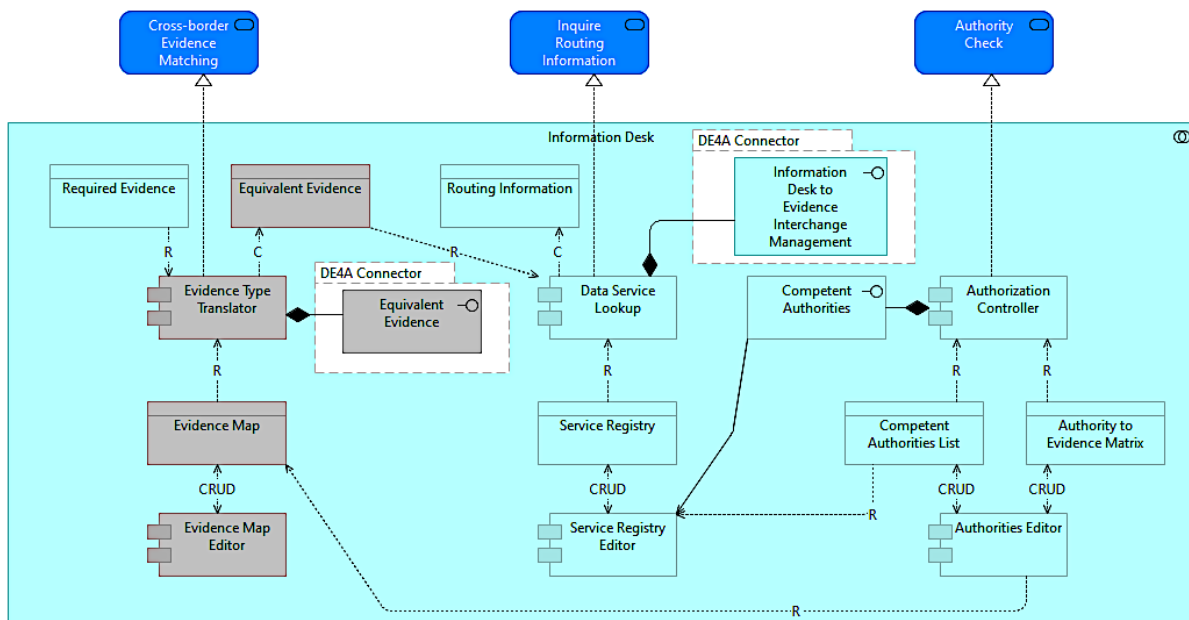 Cross-border
Evidence
Matching
Inquire
Routing
Information
Authority
Check
Information Desk
DE4A Connector
Information
Desk to
Evidence
Interchange
Management
Required Evidence
Equivalent Evidence
Routing Information
R
C
R
C
DE4A Connector
Evidence Type
Translator
Equivalent
Evidence
Data Service
Lookup
Competent
Authorities
Authorization
Controller
R
R
R
R
Evidence Map
Service Registry
Competent
Authorities List
Authority to
Evidence Matrix
CRUD
CRUD
CRUD
CRUD
R
Evidence Map
Editor
Service Registry
Editor
Authorities Editor
R